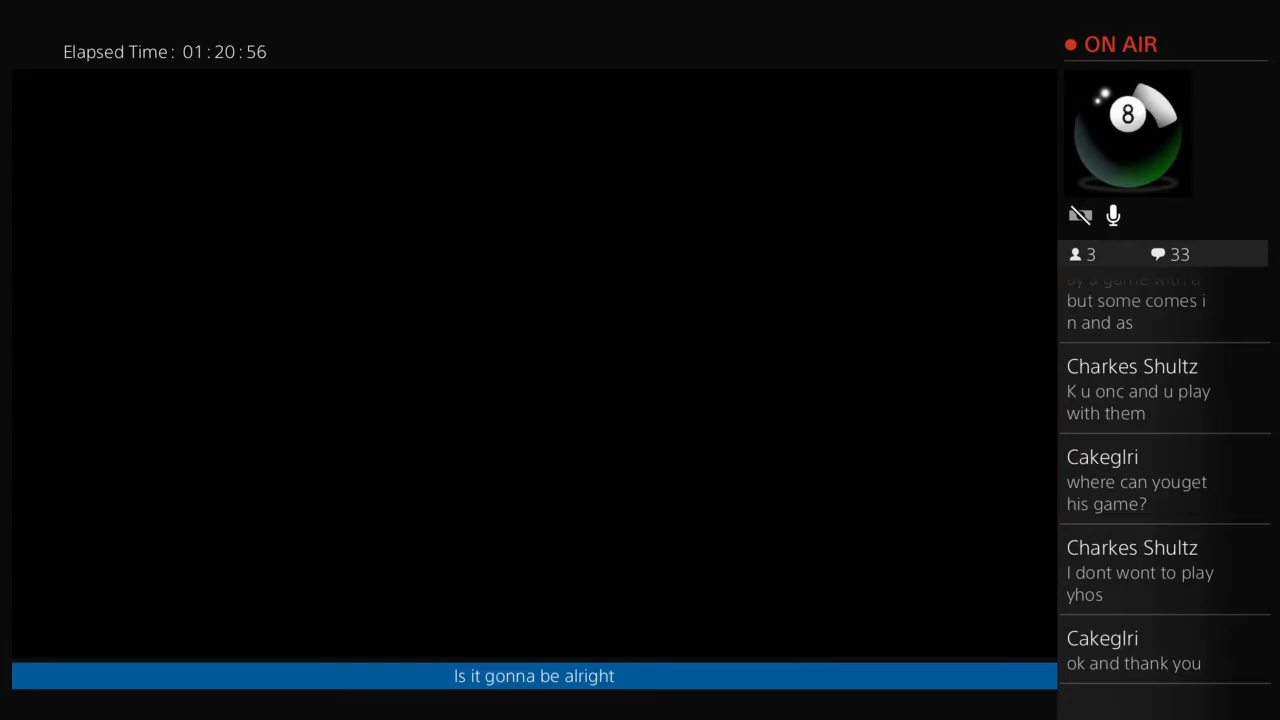 Elapsed Time: 01:20:56
ON AIR
8
3 33
but some comes i
n and as
Charkes Shultz
K u onc and u play
with them
Cakeglri
where can youget
his game?
Charkes Shultz
I dont wont to play
yhos
Cakeglri
ok and thank you
Is it gonna be alright